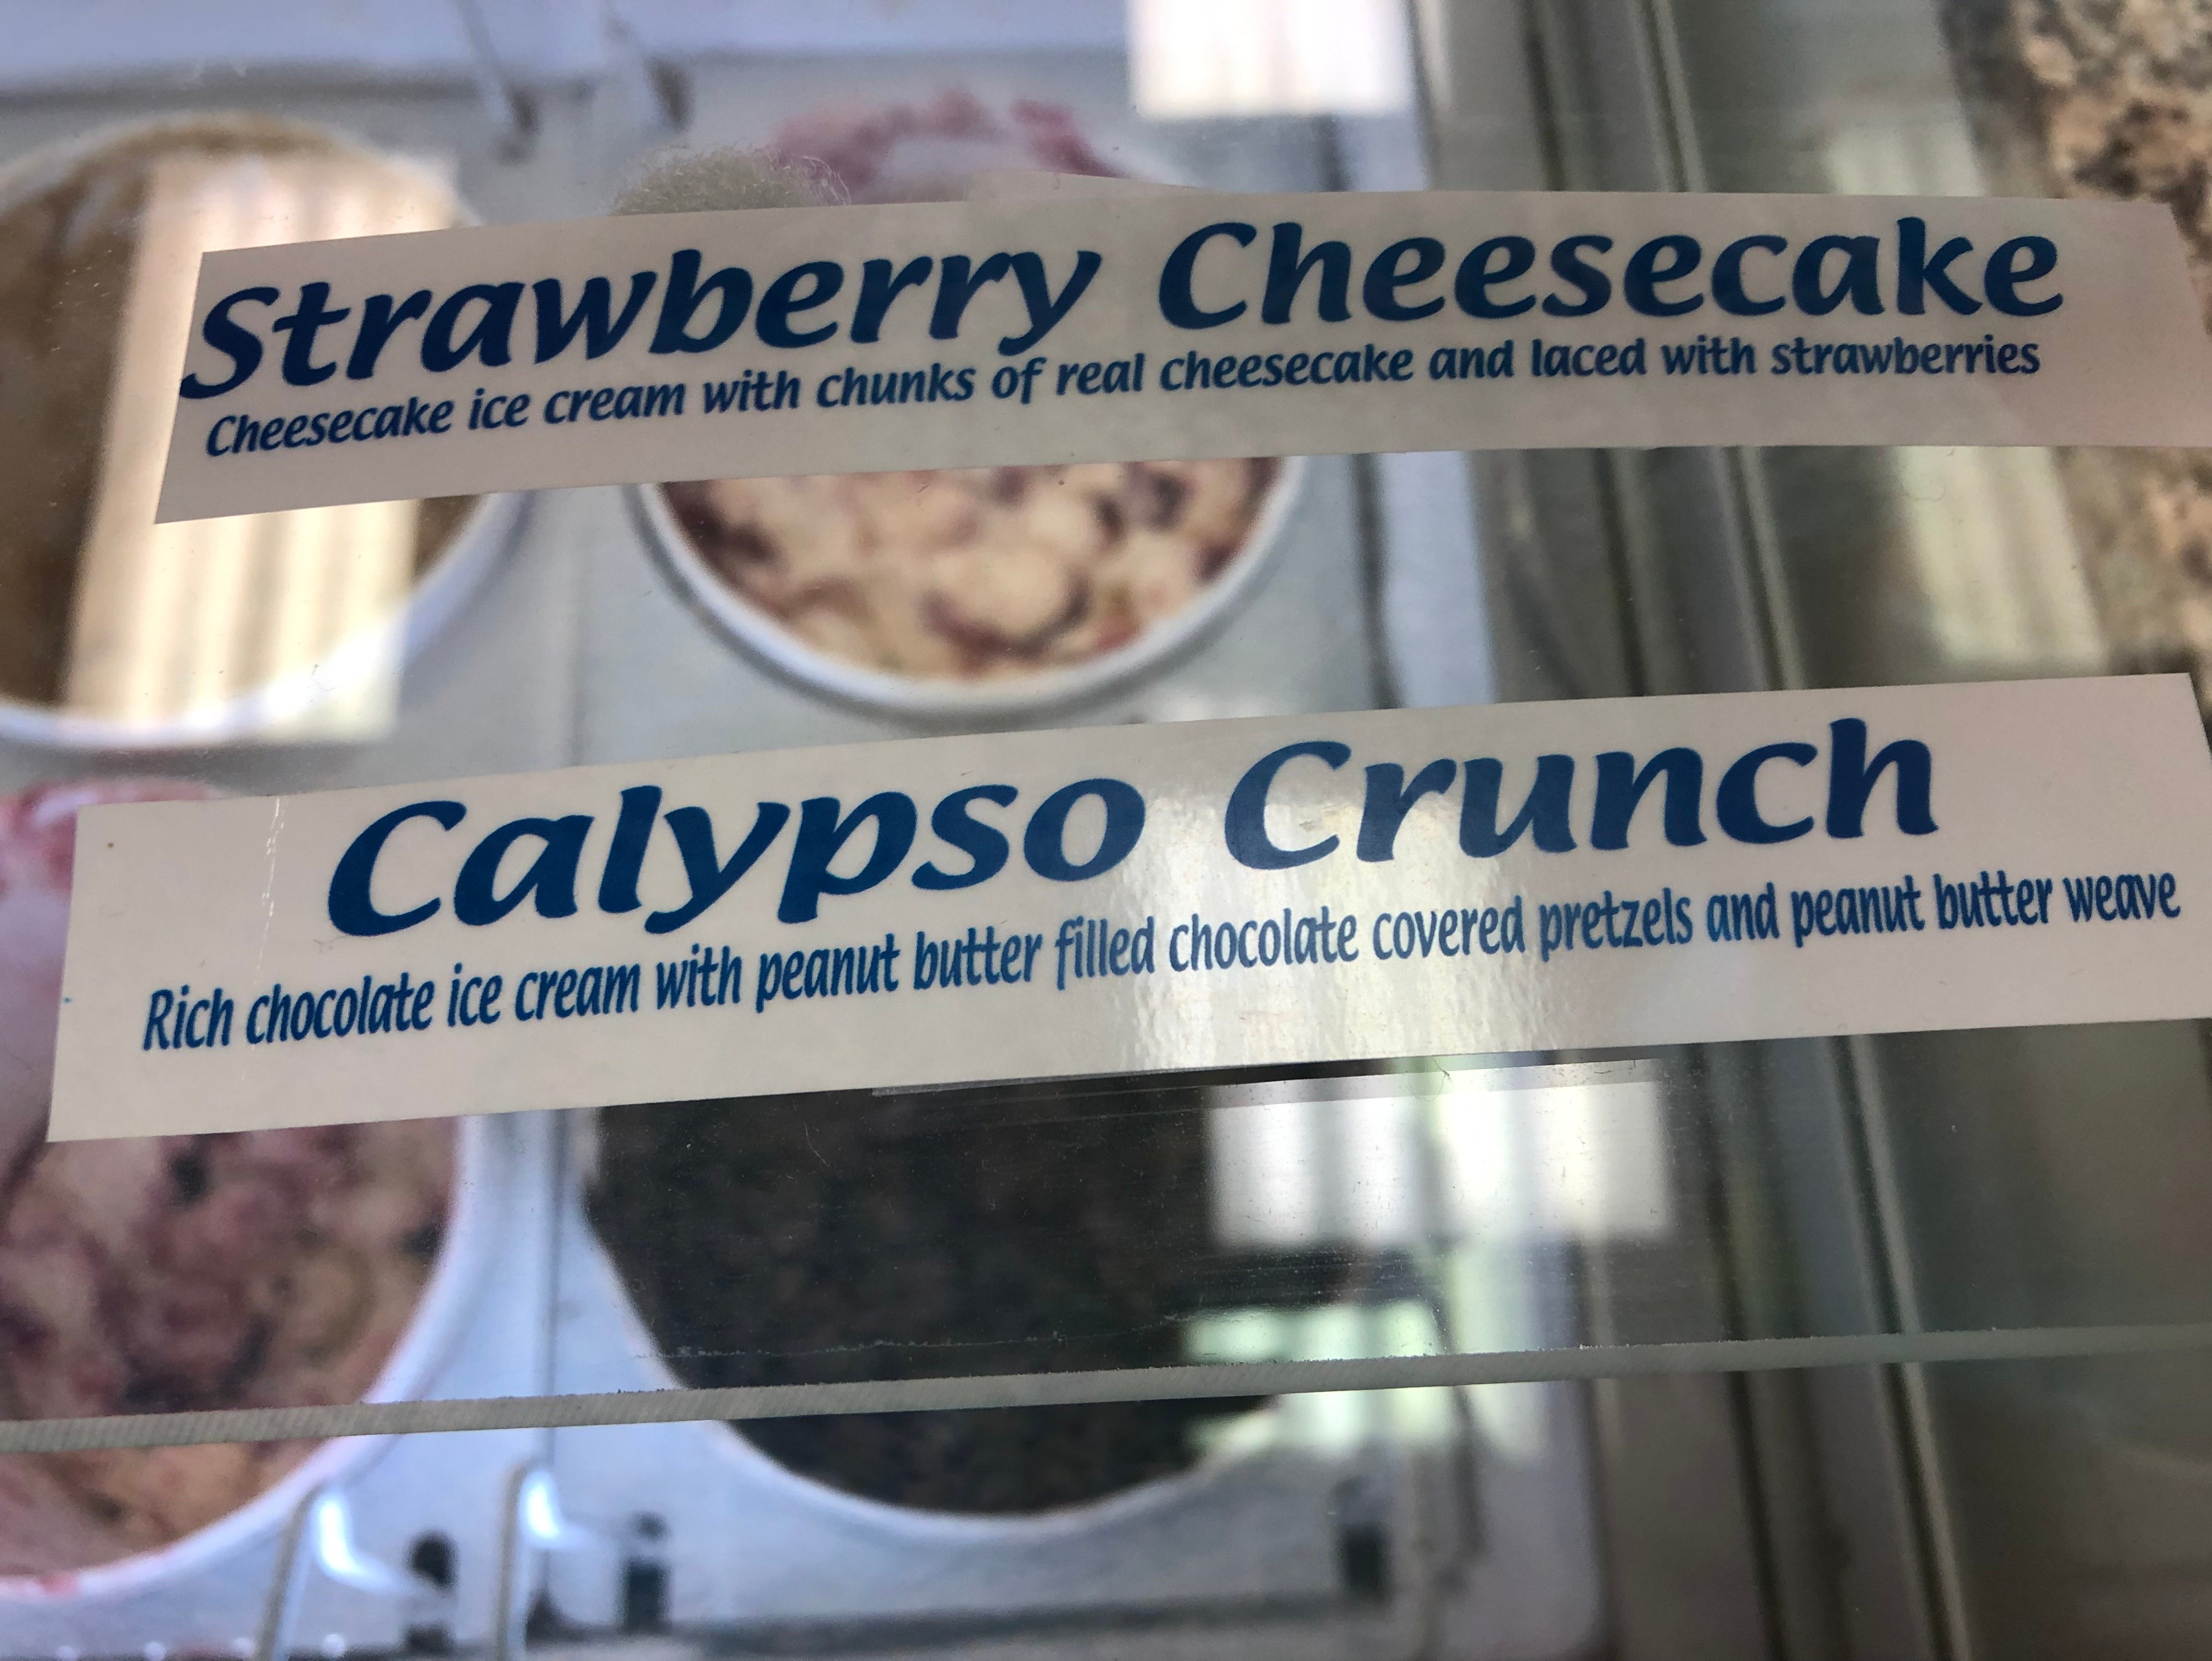 Strawberry Cheesecake
Cheesecake ice cream with chunks of real cheesecake and laced with strawberries
Calypso Crunch
Rich chocolate ice cream with peanut butter filled chocolate covered pretzels and peanut butter weave